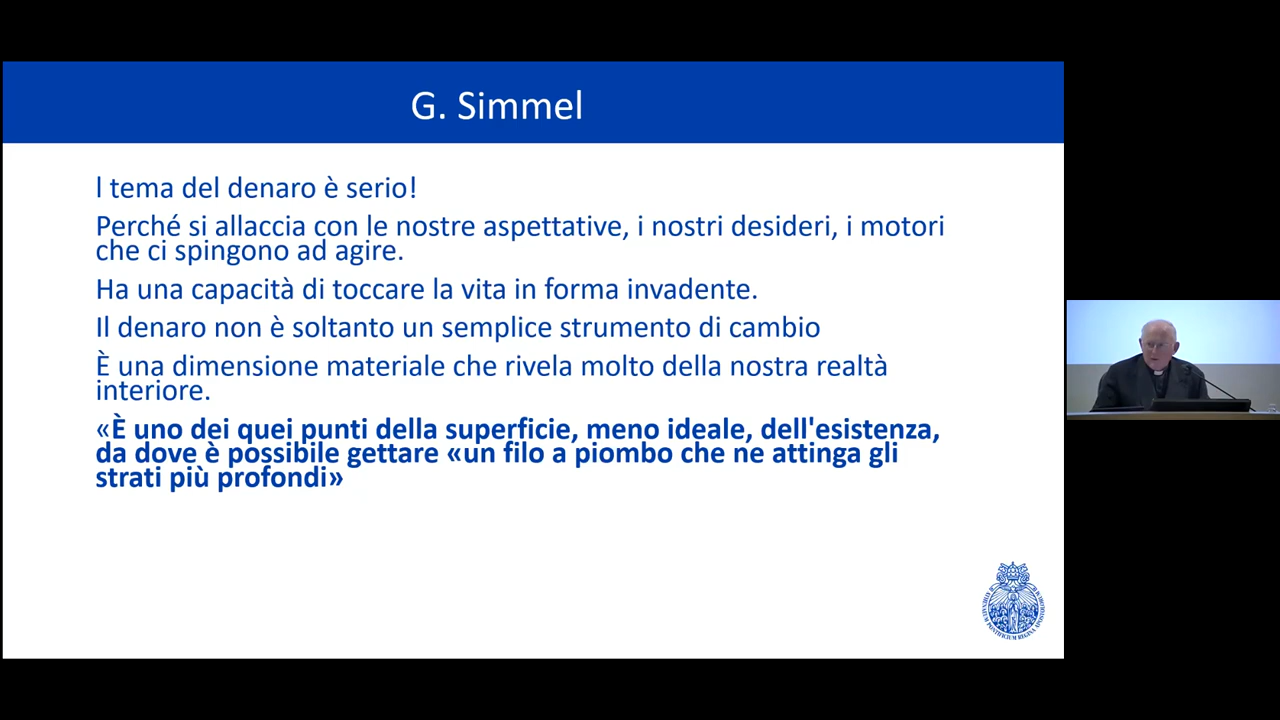 G. Simmel
l tema del denaro è serio!
Perché si allaccia con le nostre aspettative, i nostri desideri, i motori
che ci spingono ad agire.
Ha una capacità di toccare la vita in forma invadente.
Il denaro non è soltanto un semplice strumento di cambio
È una dimensione materiale che rivela molto della nostra realtà
interiore.
«È uno dei quei punti della superficie, meno ideale, dell'esistenza,
da dove è possibile gettare «un filo a piombo che ne attinga gli
strati più profondi»